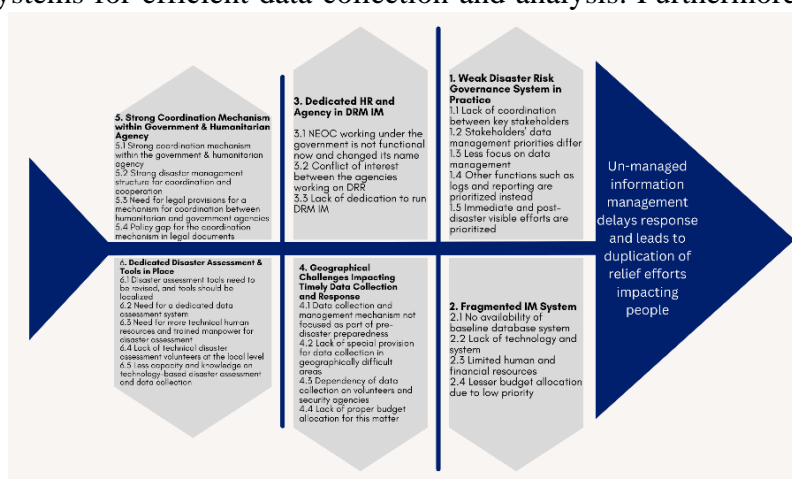 ystems for efficient data collection and analysis. Furthermore
5. Strong Coordination Mechanism
within Government & Humanitarian
Agency
5.1 Strong coordination mechanism
within the government & humanitarian
agency
5.2 Strong disaster management
structure for coordination and
cooperation
5.3 Need for legal provisions for a
mechanism for coordination between
humanitarian and government agencies
5.4 Policy gap for the coordination
mechanism in legal documents
3. Dedicated HR and
Agency in DRM IM
3.1 NEOC working under the
government is not functional
now and changed its name
3.2 Conflict of interest
between the agencies
working on DRR
3.3 Lack of dedication to run
DRM IM
1. Weak Disaster Risk
Governance System in
Practice
1.1 Lack of coordination
between key stakeholders
1.2 Stakeholders' data
management priorities differ
1.3 Less focus on data
management
1.4 Other functions such as
logs and reporting are
prioritized instead
1.5 Immediate and post-
disaster visible efforts are
prioritized
6. Dedicated Disaster Assessment &
Tools in Place
6.1 Disaster assessment tools need to
be revised, and tools should be
localized
6.2 Need for a dedicated data
assessment system
6.3 Need for more technical human
resources and trained manpower for
disaster assessment
6.4 Lack of technical disaster
assessment volunteers at the local level
6.5 Less capacity and knowledge on
technology-based disaster assessment
and data collection
4. Geographical
Challenges Impacting
Timely Data Collection
and Response
4.1 Data collection and
management mechanism not
focused as part of pre-
disaster preparedness
4.2 Lack of special provision
for data collection in
geographically difficult
areas
4.3 Dependency of data
collection on volunteers and
security agencies
4.4 Lack of proper budget
allocation for this matter
2. Fragmented IM System
2.1 No availability of
baseline database system
2.2 Lack of technology and
system
2.3 Limited human and
financial resources
2.4 Lesser budget allocation
due to low priority
Un-managed
information
management
delays response
and leads to
duplication of
relief efforts
impacting
people